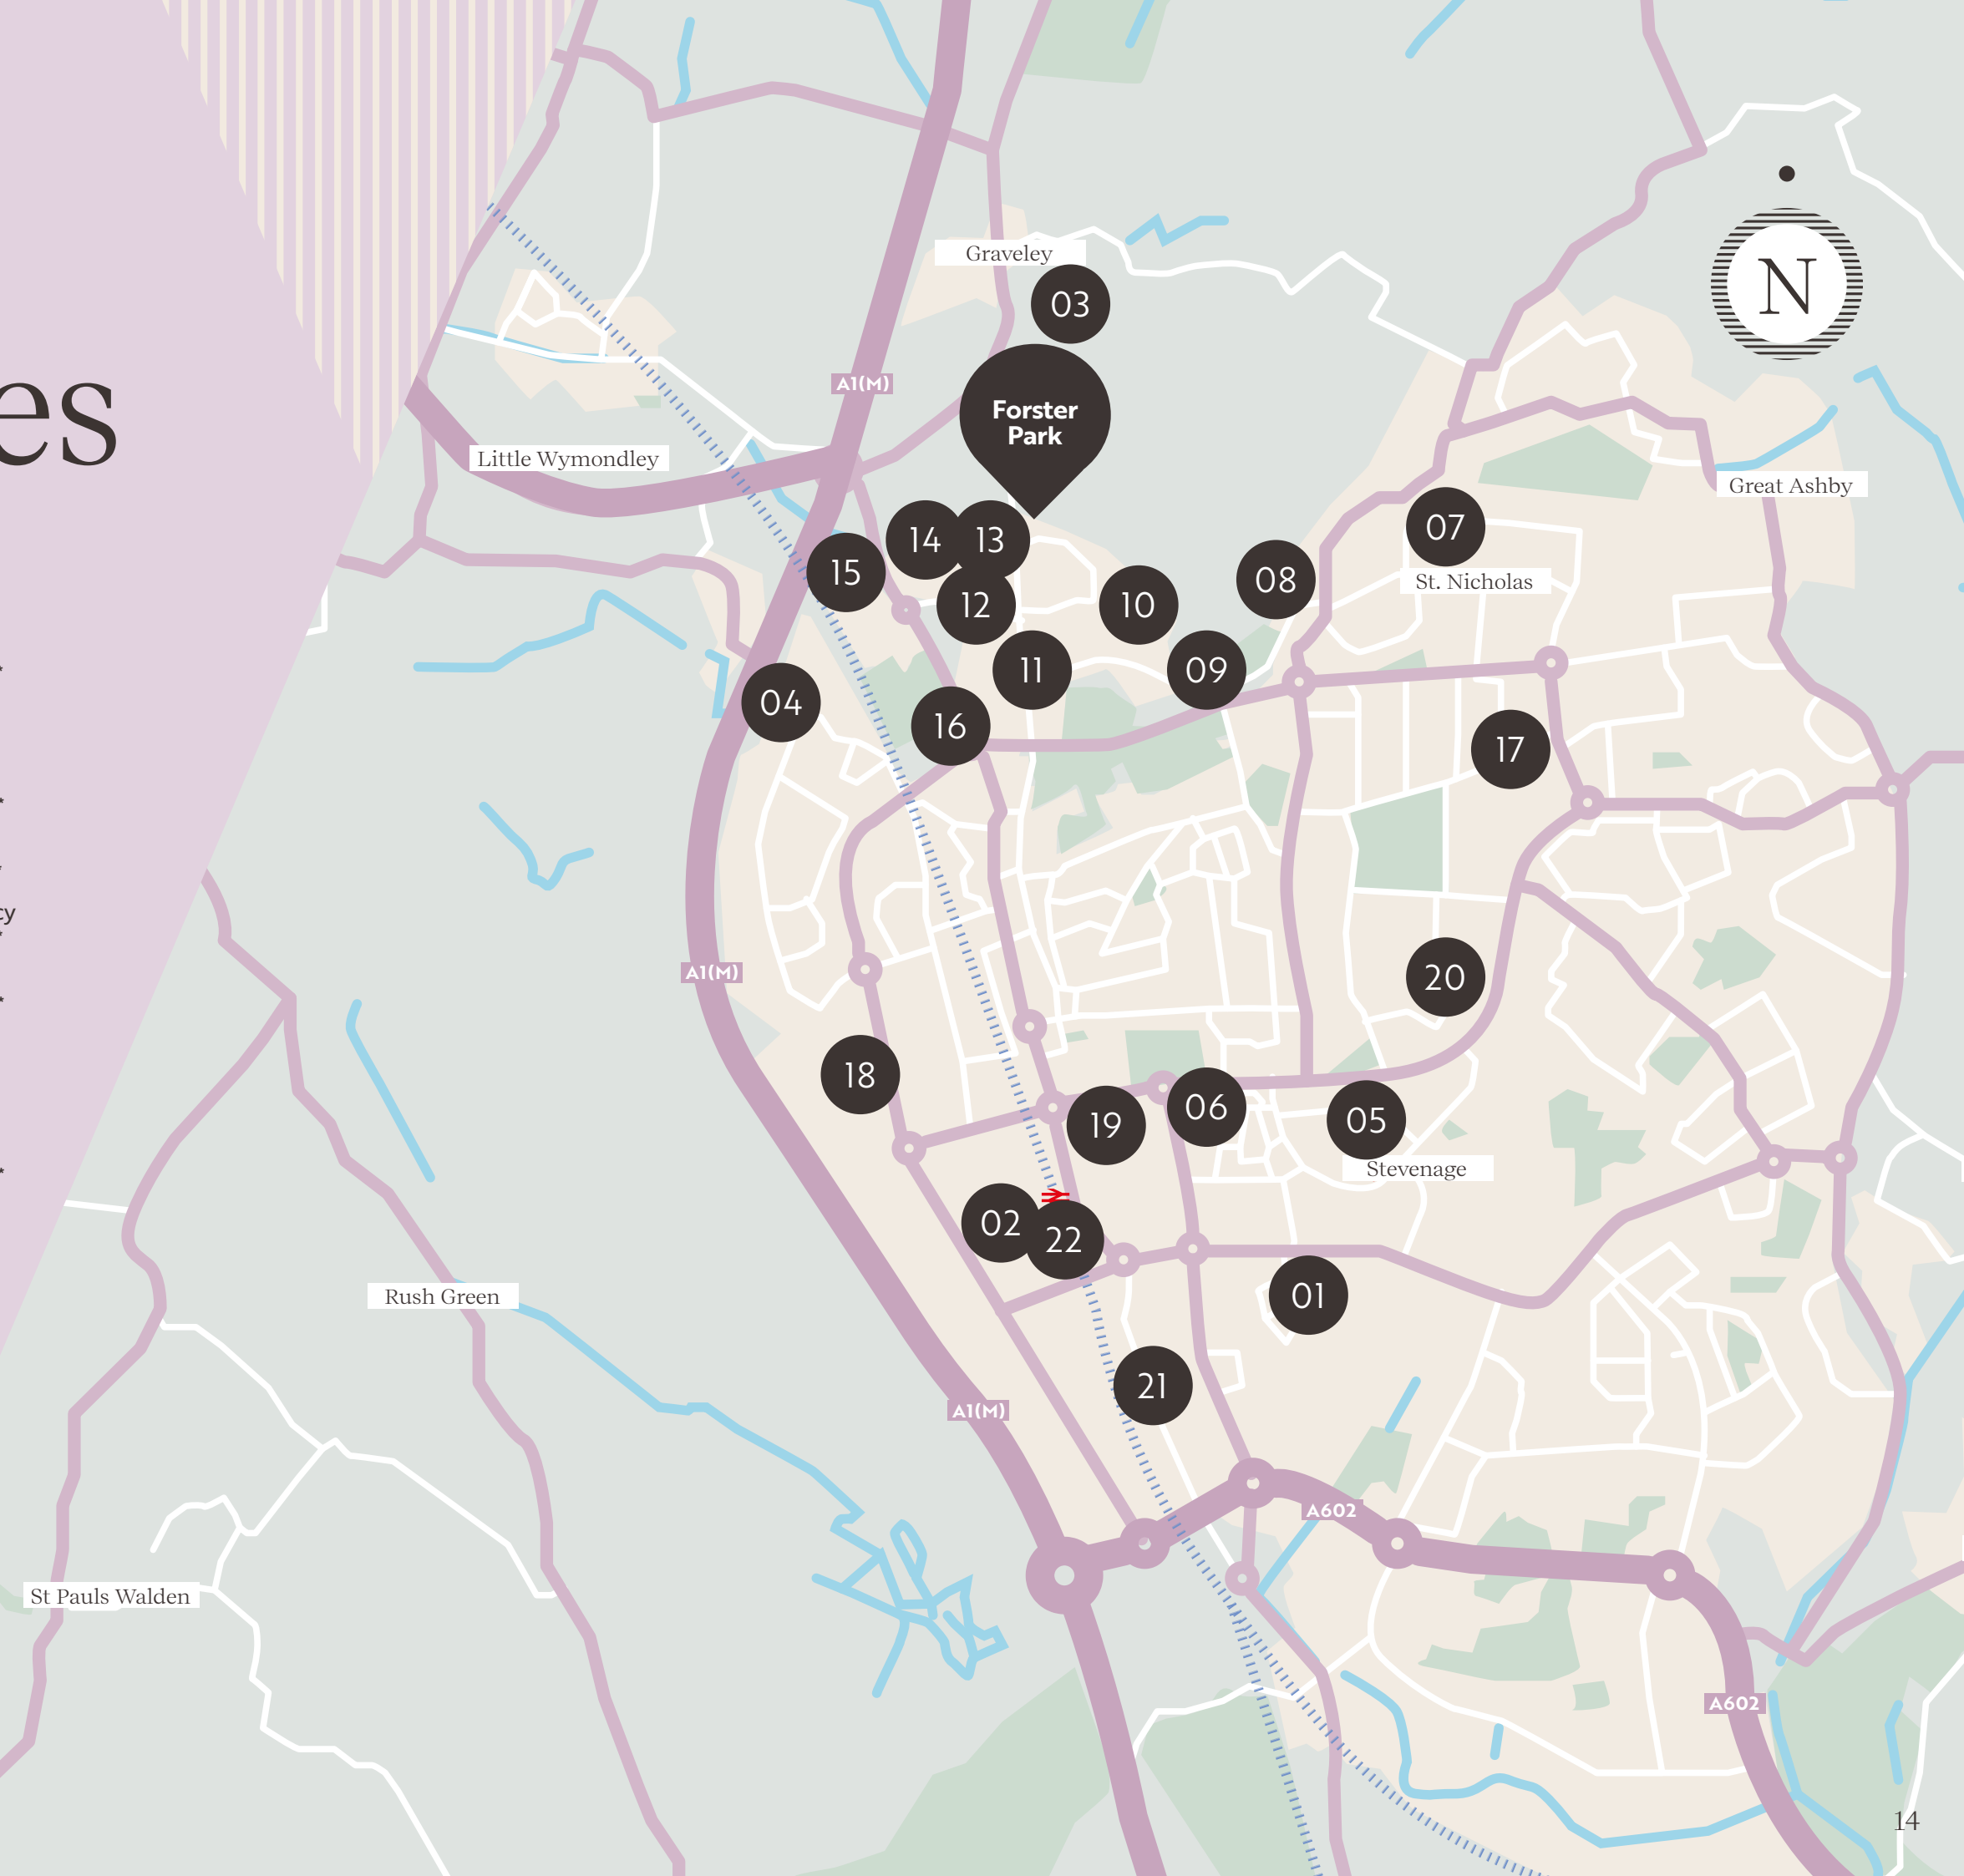 Graveley
03
N
A1(M)
es
Forster
Park
Little Wymondley
Great Ashby
14
13
07
15
08
St. Nicholas
12
10
11
09
04
16
17
*
*
*
cy
*
A1(M)
20
*
18
06
19
05
Stevenage
*
02
22
Rush Green
01
21
A1(M)
A602
St Pauls Walden
A602
14